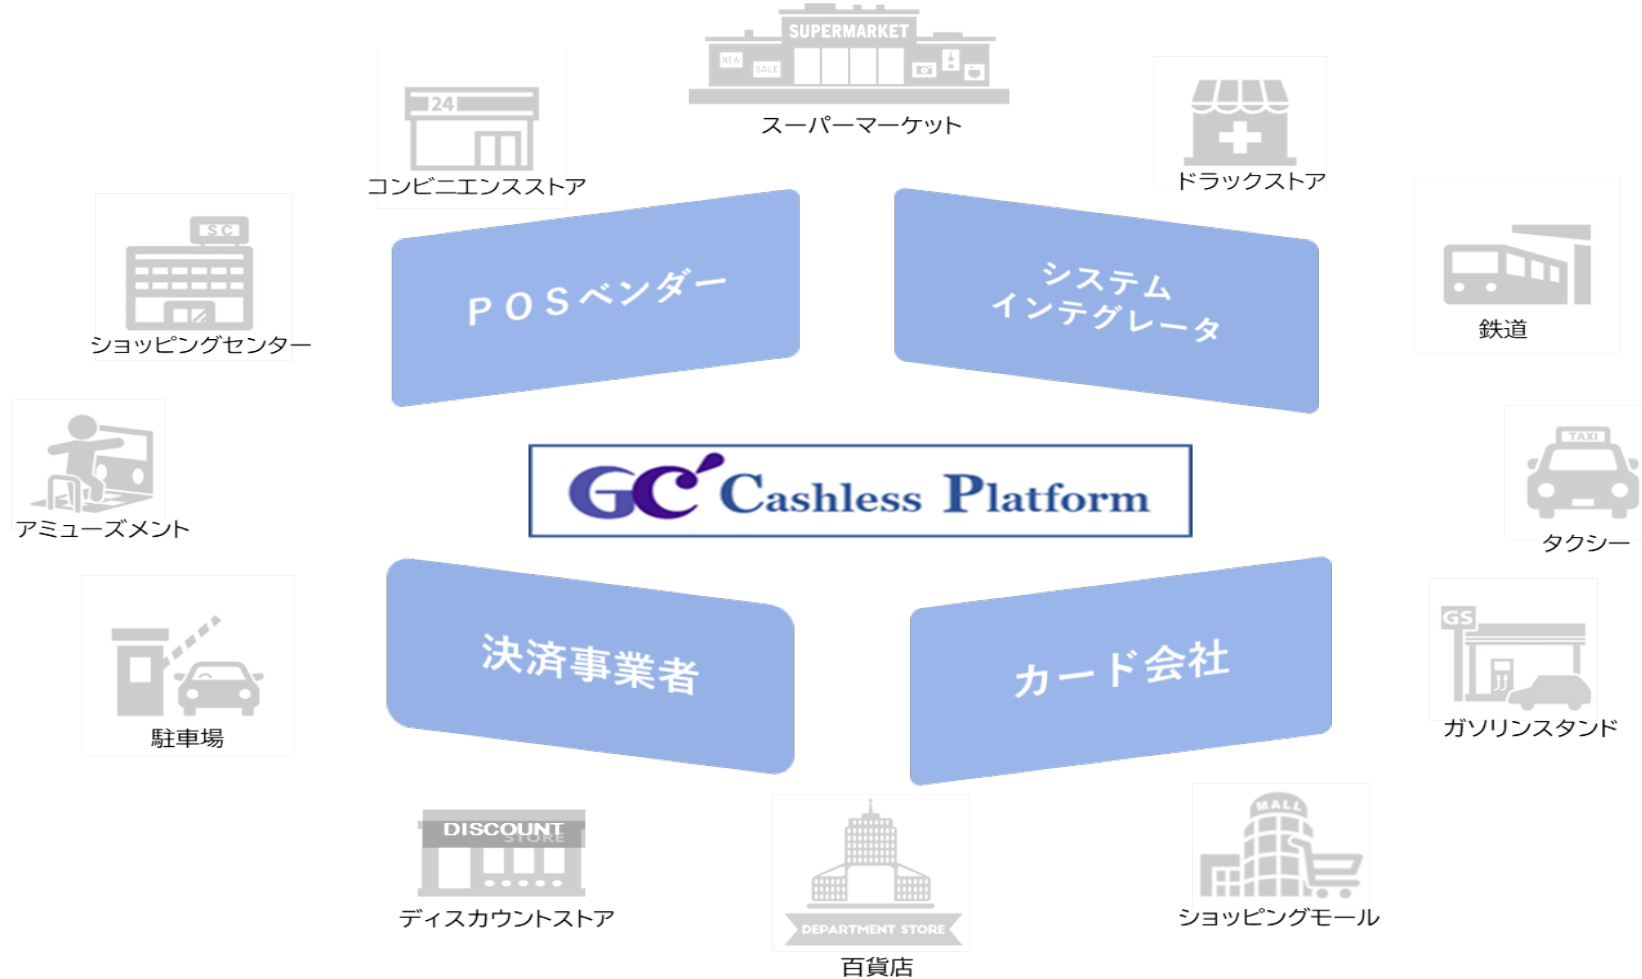 SUPERMARKET
NEW
SALE
スーパーマーケット
24
コンビニエンスストア
ドラックストア
SC
ショッピングセンター
POSベンダー
システム
インテグレータ
鉄道
アミューズメント
GC Cashless Platform
TAXI
タクシー
駐車場
決済事業者
カード会社
GS
ガソリンスタンド
DISCOUNT
STORE
ディスカウントストア
DEPARTMENT STORE
百貨店
MALL
ショッピングモール